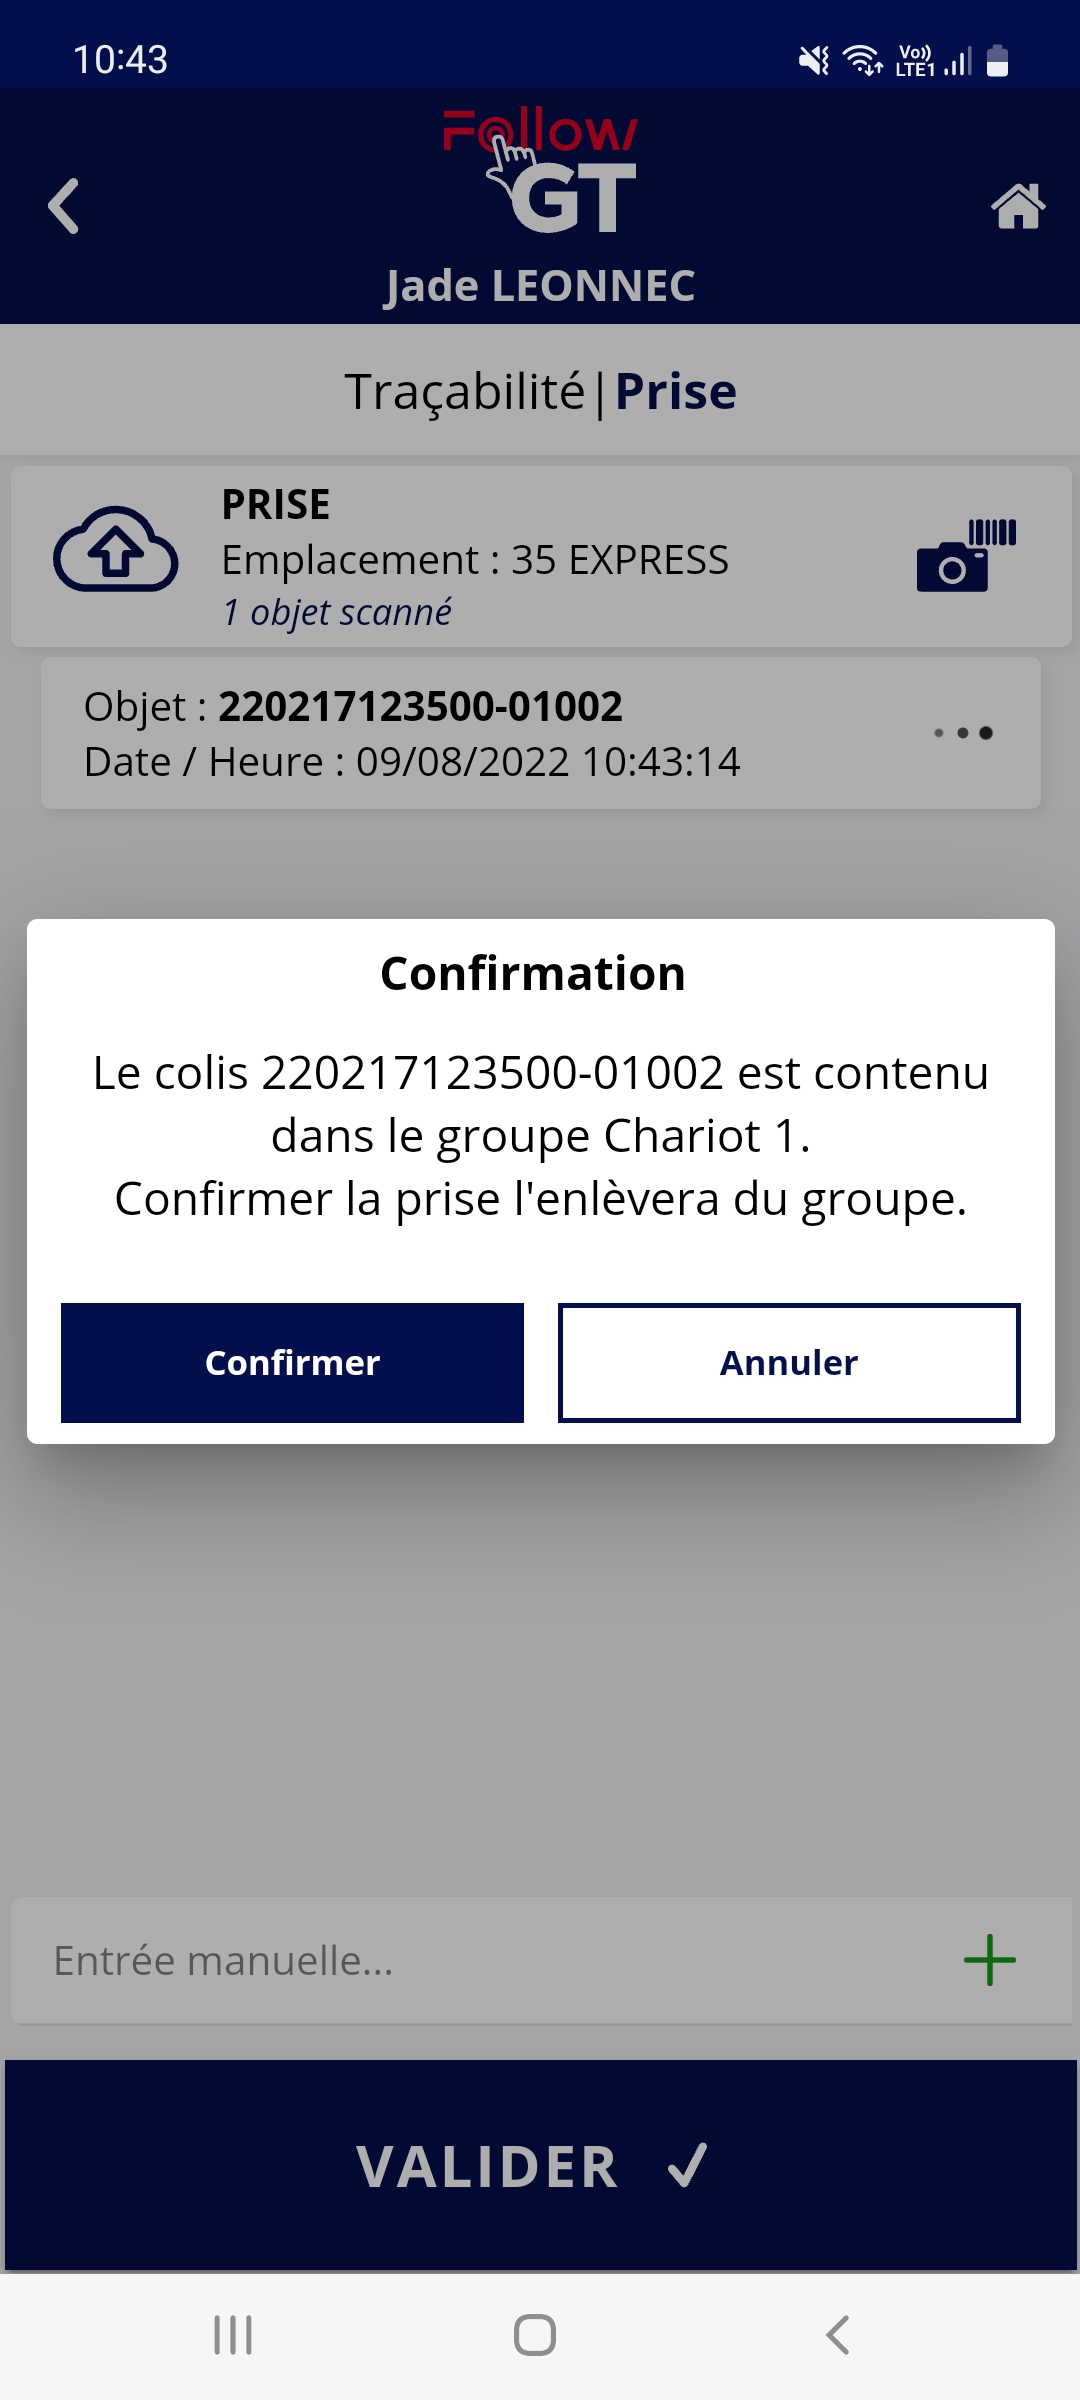 10:43
Vo))
LTE1
Follow
GT
Jade LEONNEC
Traçabilité|Prise
PRISE
Emplacement : 35 EXPRESS
1 objet scanné
Objet : 220217123500-01002
Date / Heure : 09/08/2022 10:43:14
Confirmation
Le colis 220217123500-01002 est contenu
dans le groupe Chariot 1.
Confirmer la prise l'enlèvera du groupe.
Confirmer
Annuler
Entrée manuelle...
VALIDER